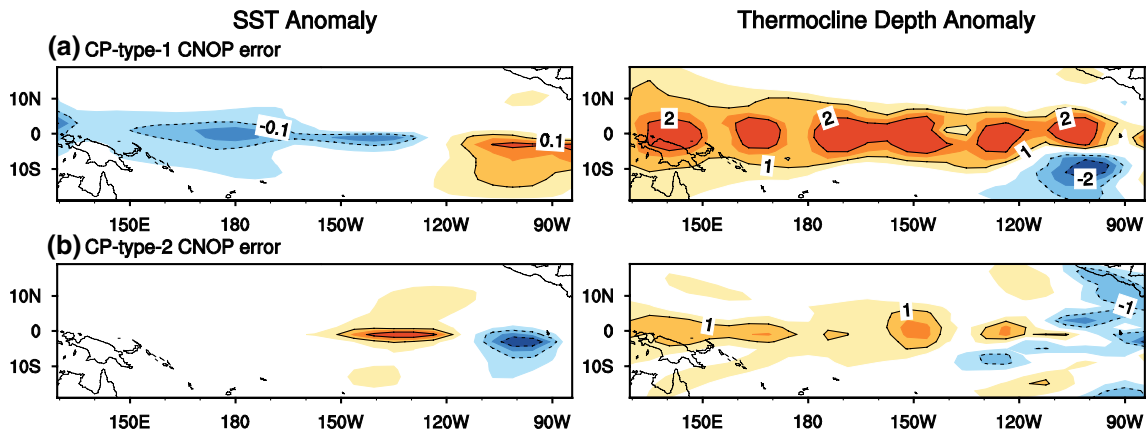 SST Anomaly
Thermocline Depth Anomaly
(a) CP-type-1 CNOP error
10N
0
10S
-0.1
0.1
150E 180 150W 120W 90W
2
2
2
1
1
-2
10N
0
10S
150E 180 150W 120W 90W
(b) CP-type-2 CNOP error
10N
0
10S
150E 180 150W 120W 90W
1
1
-1
10N
0
10S
150E 180 150W 120W 90W